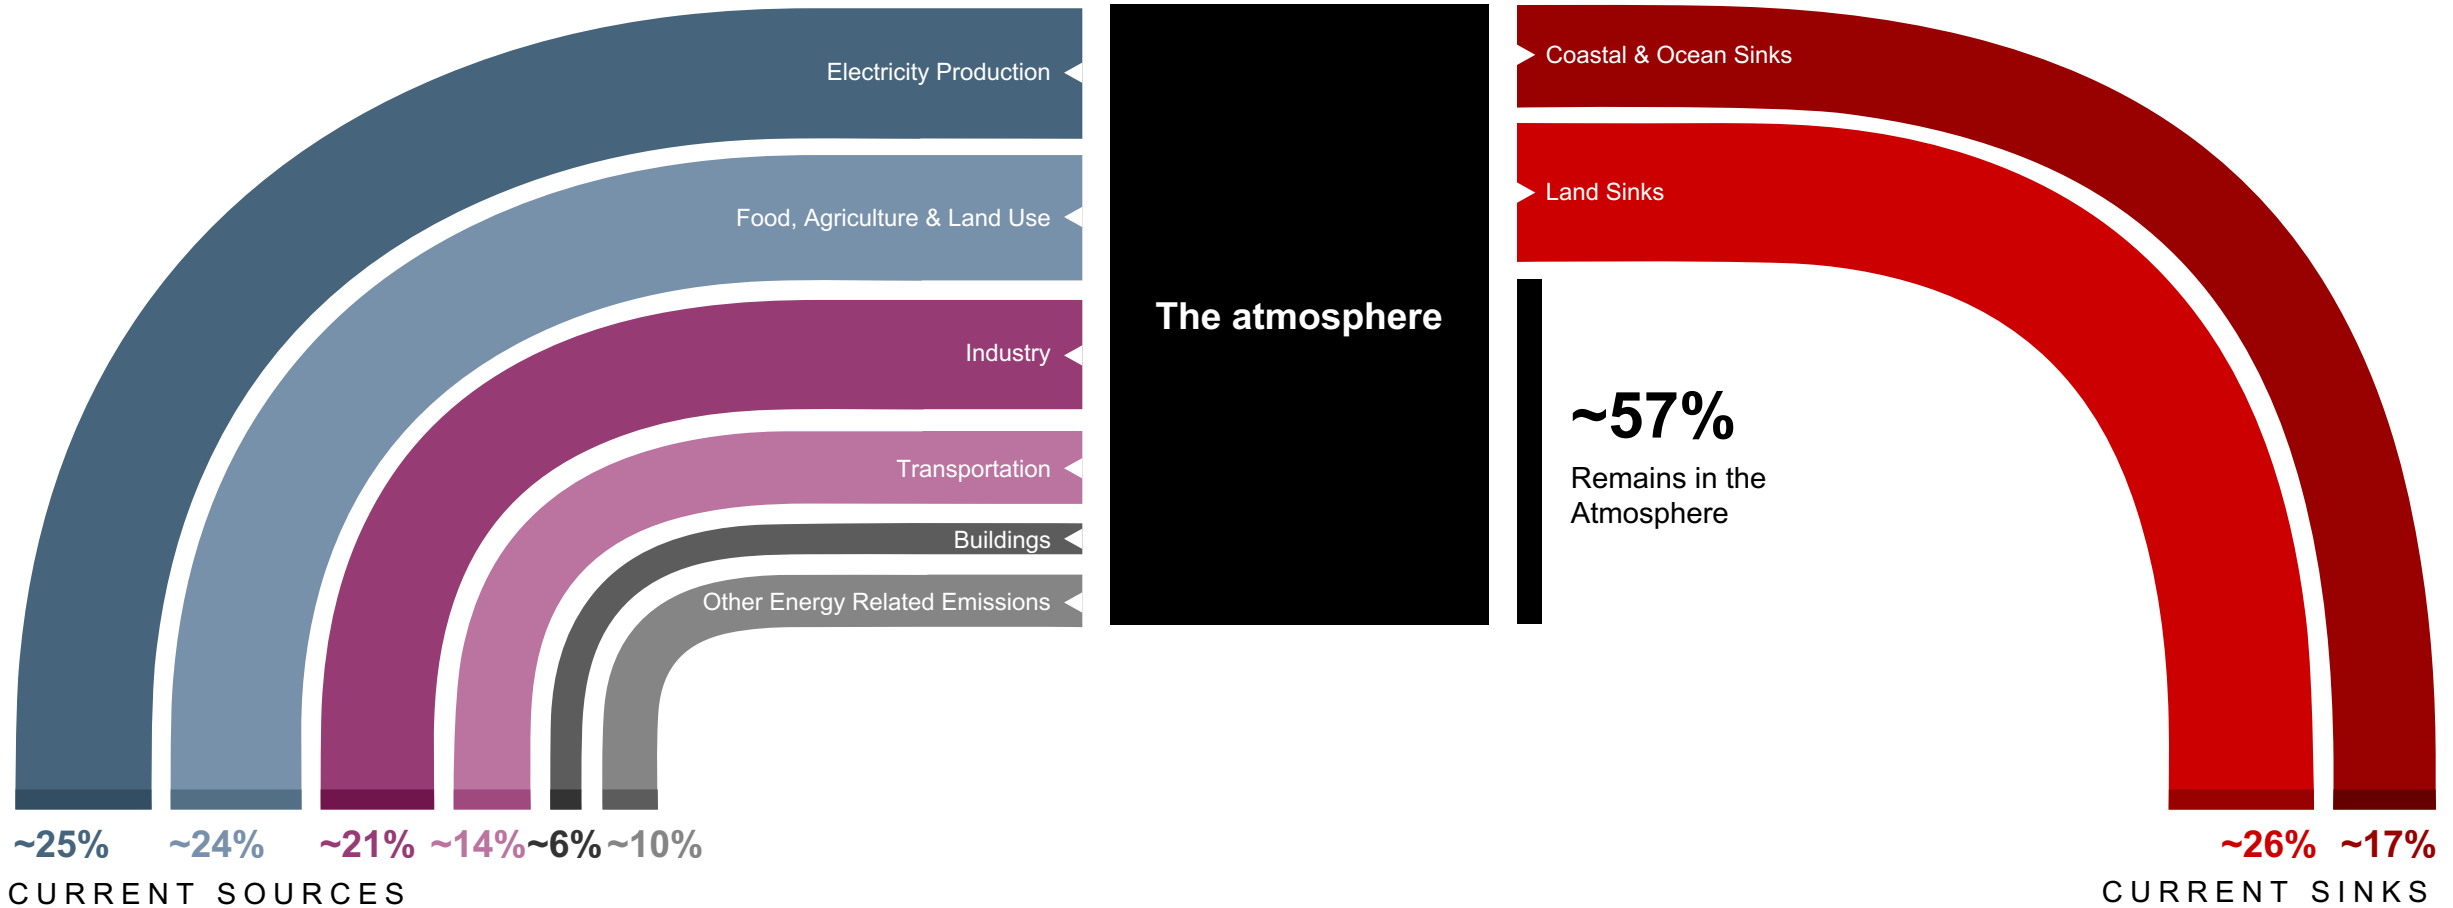 Electricity Production
Food, Agriculture & Land Use
Industry
Transportation
Buildings
Other Energy Related Emissions
~25%
~24%
~21%
~14%
~6%
~10%
CURRENT SOURCES
The atmosphere
Coastal & Ocean Sinks
Land Sinks
~57%
Remains in the
Atmosphere
~26%
~17%
CURRENT SINKS